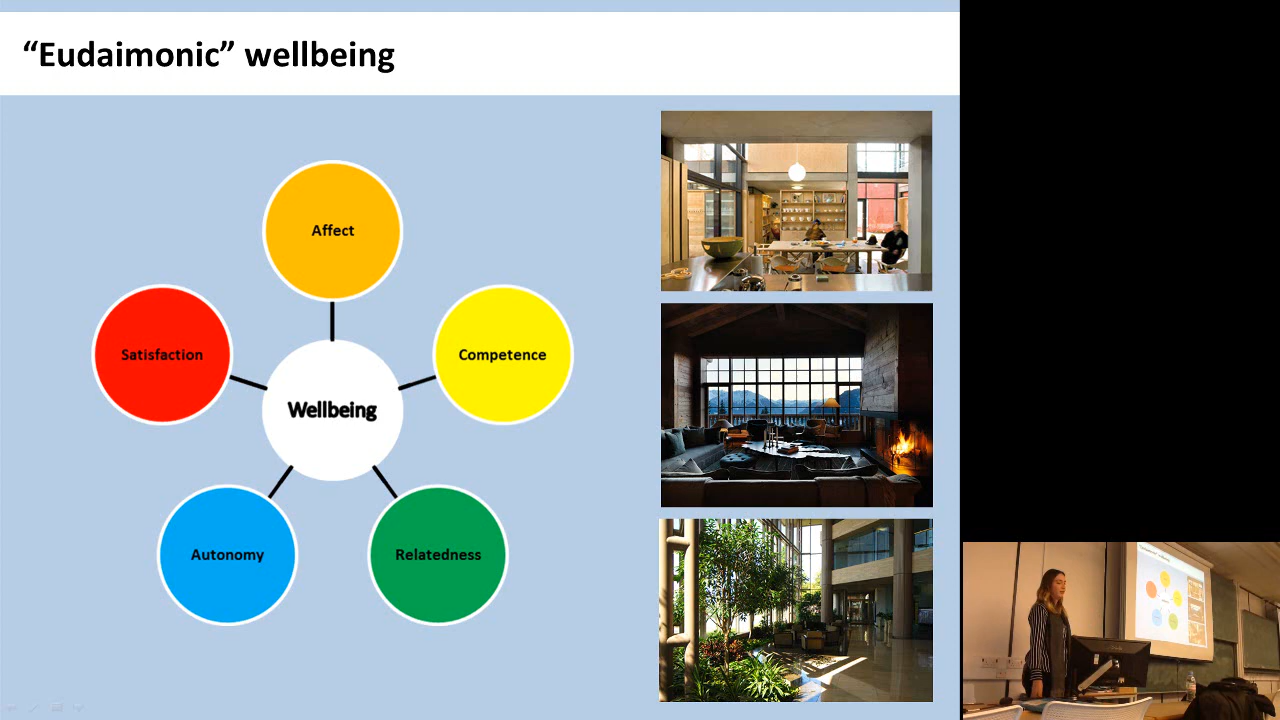 “Eudaimonic” wellbeing
Affect
Satisfaction
Competence
Wellbeing
Autonomy
Relatedness